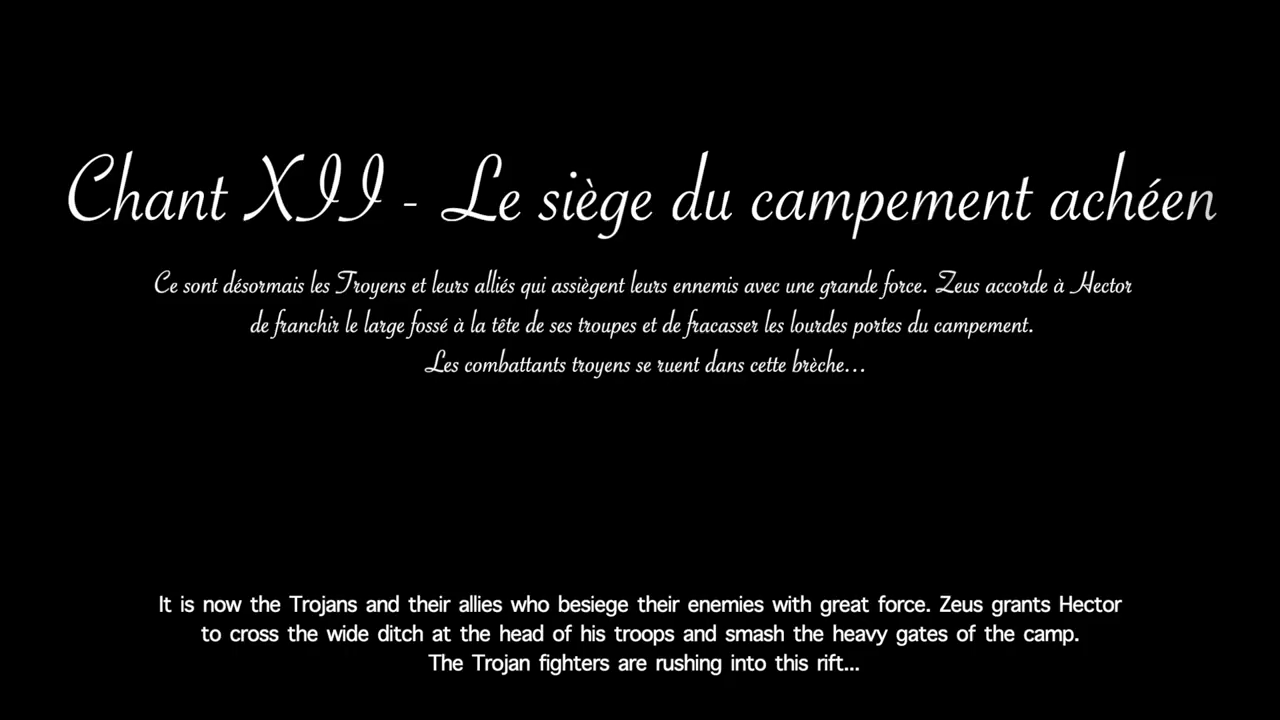 Chant XII - Le siège du campement achéen
Ce sont désormais les Troyens et leurs alliés qui assiègent leurs ennemis avec une grande force. Zeus accorde à Hector
de franchir le large fossé à la tête de ses troupes et de fracasser les lourdes portes du campement.
Les combattants troyens se ruent dans cette brèche...
It is now the Trojans and their allies who besiege their enemies with great force. Zeus grants Hector
to cross the wide ditch at the head of his troops and smash the heavy gates of the camp.
The Trojan fighters are rushing into this rift...